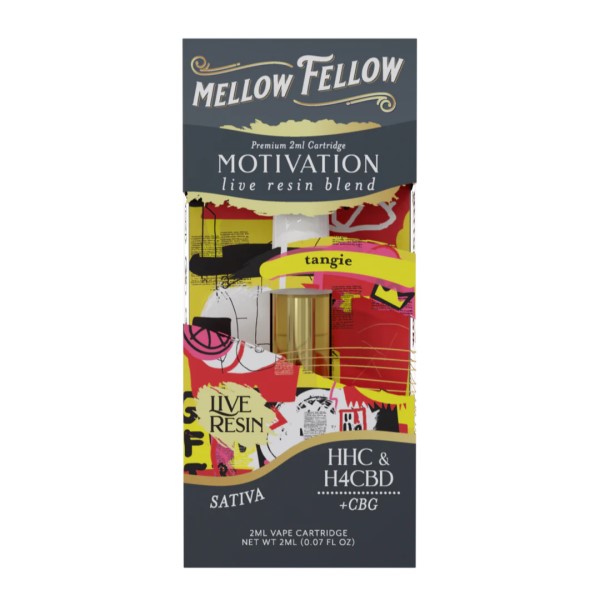 MELLOW FELLOW
Premium 2ml Cartridge
MOTIVATION
live resin blend
tangie
LIVE
RESIN
HHC &
H4CBD
+CBG
SATIVA
2ML VAPE CARTRIDGE
NET WT 2ML (0.07 FL OZ)